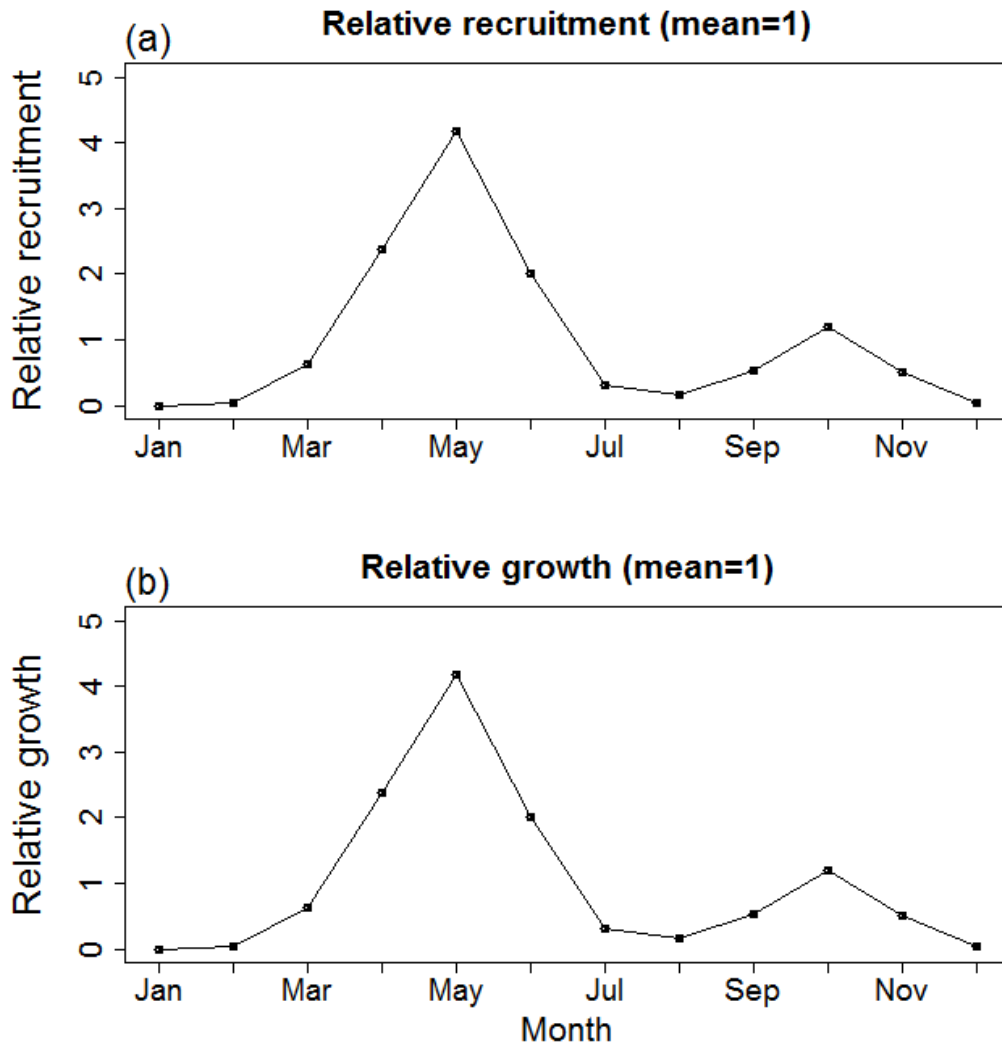 (a)
Relative recruitment (mean=1)
Relative recruitment
5
4
3
2
1
0
Jan Mar May Jul Sep Nov
(b)
Relative growth (mean=1)
Relative growth
5
4
3
2
1
0
Jan Mar May Jul Sep Nov
Month